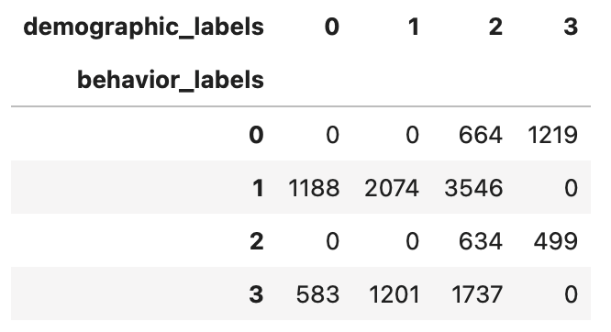 demographic_labels 0 1 2 3
behavior_labels
0 0 0 664 1219
1 1188 2074 3546 0
2 0 0 634 499
3 583 1201 1737 0